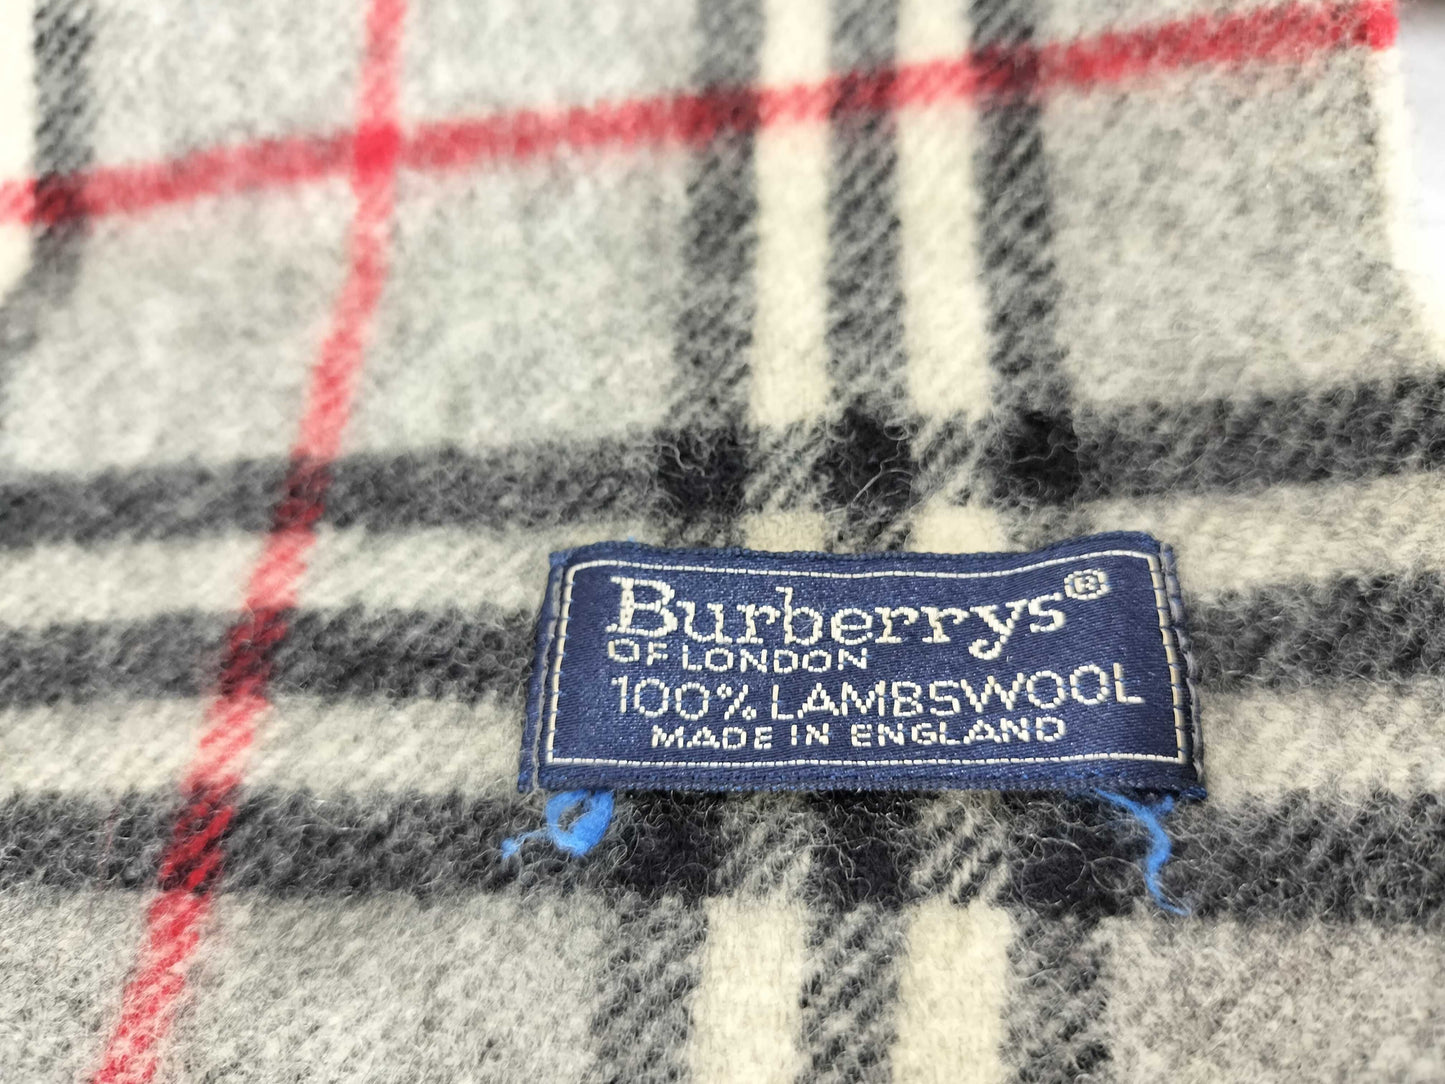 Burberrys®
OF LONDON
100% LAMBSWOOL
MADE IN ENGLAND